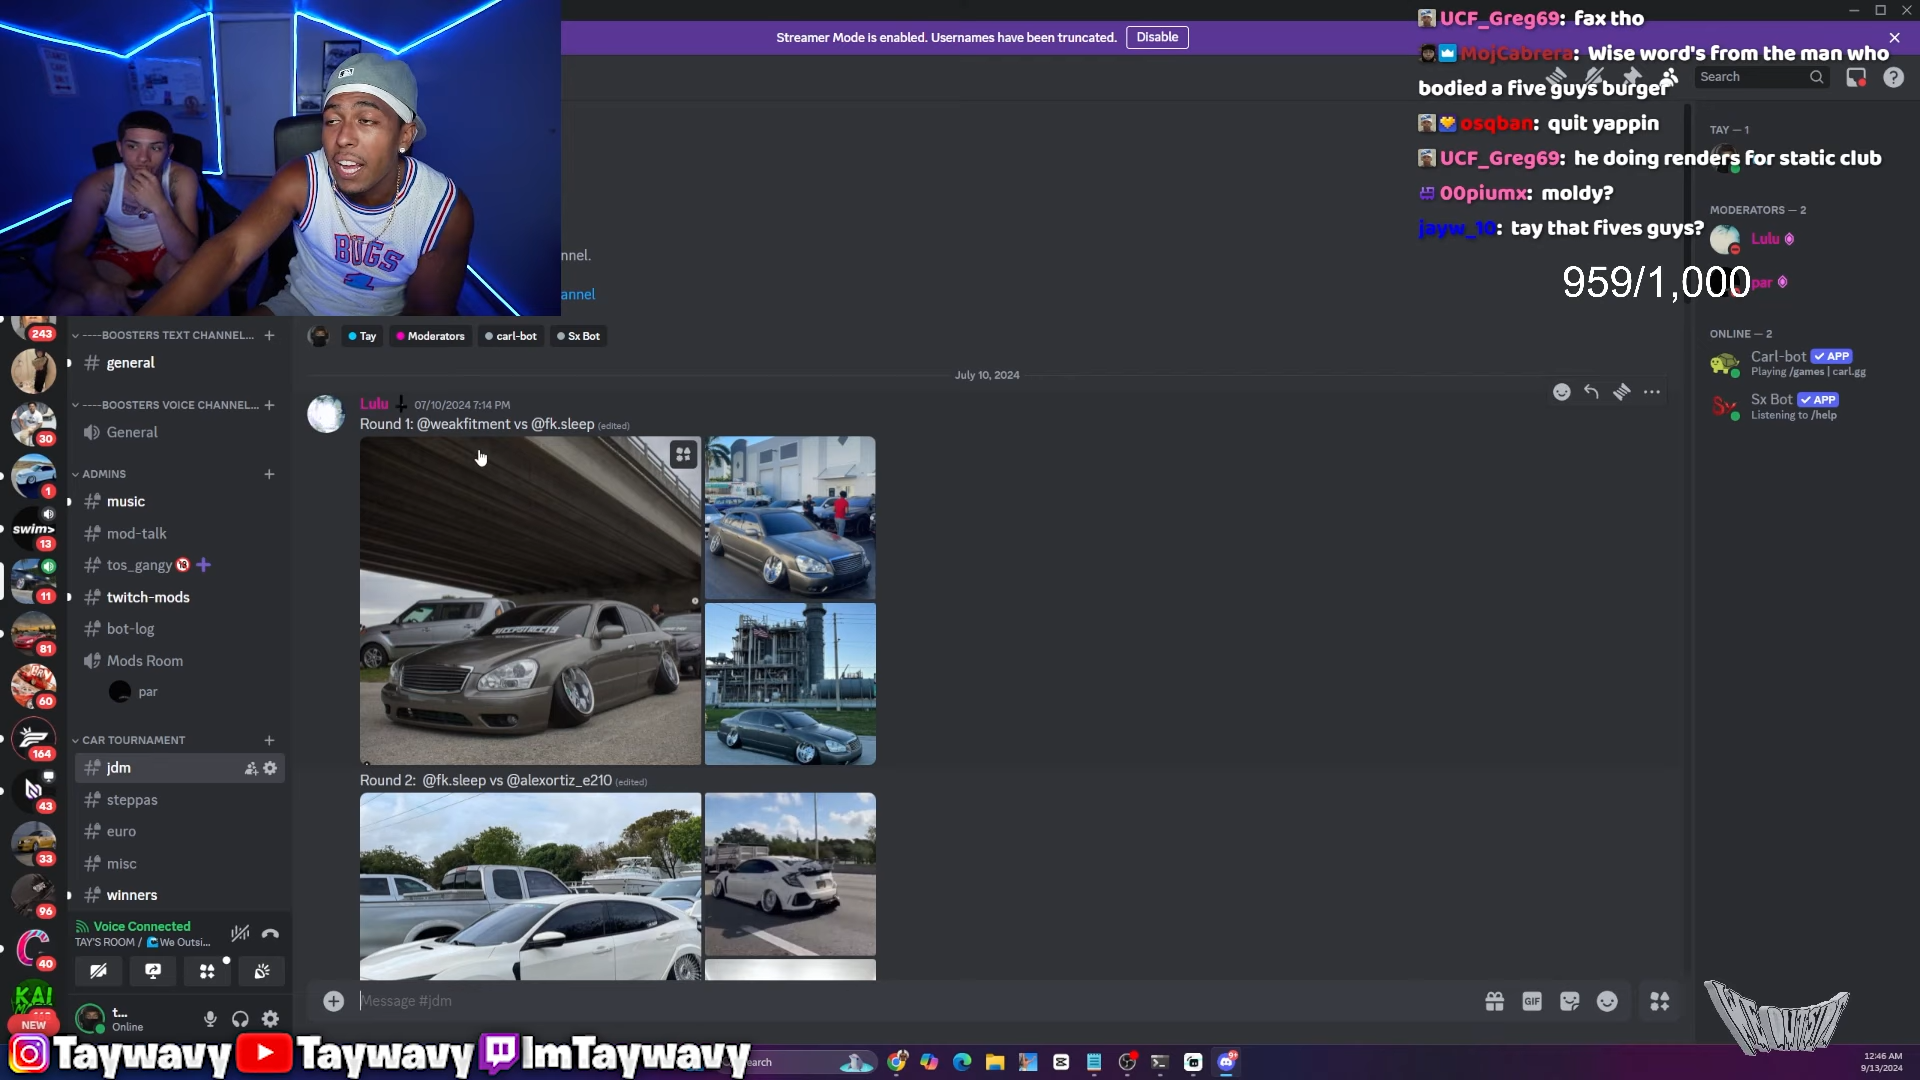 Streamer Mode is enabled. Usernames have been truncated.
Disable
UCF_Greg69: fax tho
MojCabrera: Wise word's from the man who
bodied a five guys burger
osqban: quit yappin
UCF_Greg69: he doing renders for static club
00piumx: moldy?
jayw_10: tay that fives guys?
959/1,000
Search
TAY — 1
MODERATORS — 2
Lulu
par
ONLINE — 2
Carl-bot
APP
Playing /games | carl.gg
Sx Bot
APP
Listening to /help
BUGS
nnel.
annel
Tay
Moderators
carl-bot
Sx Bot
July 10, 2024
Lulu
07/10/2024 7:14 PM
Round 1: @weakfitment vs @fk.sleep (edited)
Round 2: @fk.sleep vs @alexortiz_e210 (edited)
243
30
1
swim>
13
11
81
60
164
43
33
96
40
KAI
NEW
----BOOSTERS TEXT CHANNEL...
general
----BOOSTERS VOICE CHANNEL...
General
ADMINS
music
mod-talk
tos_gangy
twitch-mods
bot-log
Mods Room
par
CAR TOURNAMENT
jdm
steppas
euro
misc
winners
Voice Connected
TAY'S ROOM / We Outsi...
t...
Online
Message #jdm
GIF
Taywavy
Taywavy
ImTaywavy
earch
12:46 AM
9/13/2024